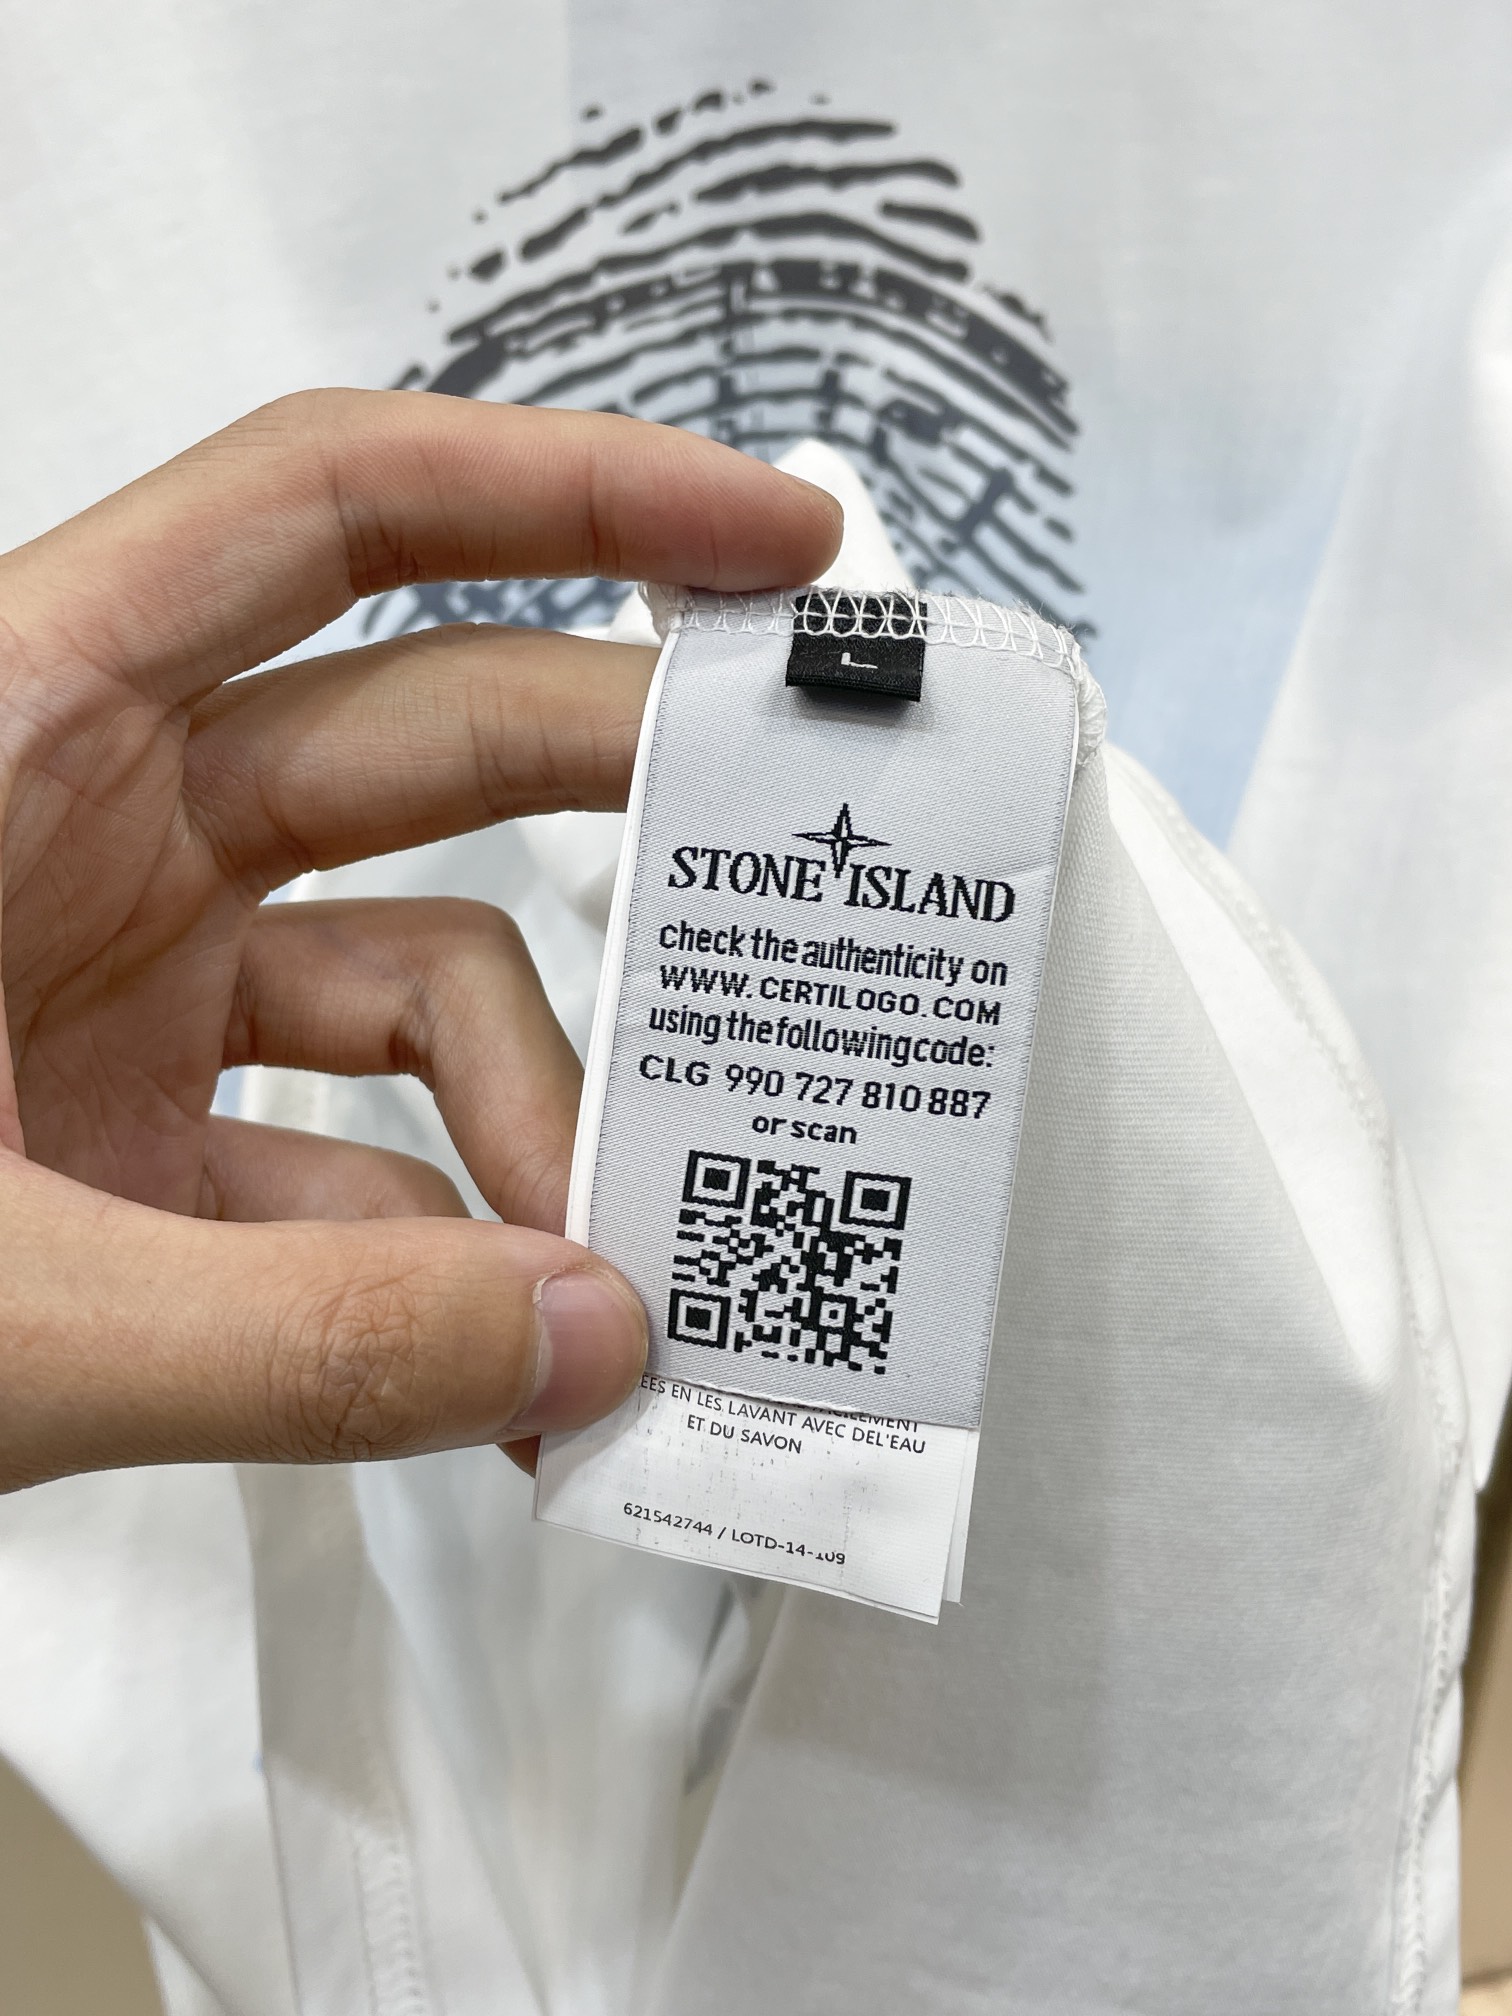 L
STONE ISLAND
check the authenticity on
WWW.CERTILOGO.COM
using the following code:
CLG 990 727 810 887
or scan
EN LES LAVANT AVEC DEL'EAU
ET DU SAVON
621542744 / LOTD-14-109